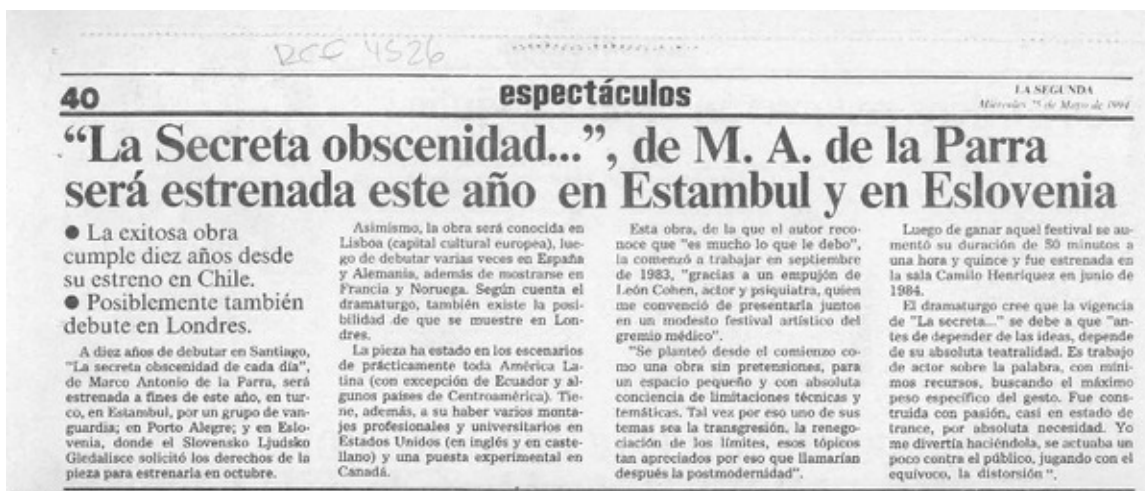 RCE 4526
40
espectáculos
LA SEGUNDA
Miércoles 25 de Mayo de 1994
“La Secreta obscenidad...”, de M. A. de la Parra
será estrenada este año en Estambul y en Eslovenia
● La exitosa obra
cumple diez años desde
su estreno en Chile.
● Posiblemente también
debute en Londres.
A diez años de debutar en Santiago,
"La secreta obscenidad de cada día",
de Marco Antonio de la Parra, será
estrenada a fines de este año, en tur-
co, en Estambul, por un grupo de van-
guardia; en Porto Alegre; y en Eslo-
venia, donde el Slovensko Ljudsko
Gledalisce solicitó los derechos de la
pieza para estrenarla en octubre.
Asimismo, la obra será conocida en
Lisboa (capital cultural europea), lue-
go de debutar varias veces en España
y Alemania, además de mostrarse en
Francia y Noruega. Según cuenta el
dramaturgo, también existe la posi-
bilidad de que se muestre en Lon-
dres.
La pieza ha estado en los escenarios
de prácticamente toda América La-
tina (con excepción de Ecuador y al-
gunos países de Centroamérica). Tie-
ne, además, a su haber varios monta-
jes profesionales y universitarios en
Estados Unidos (en inglés y en caste-
llano) y una puesta experimental en
Canadá.
Esta obra, de la que el autor reco-
noce que "es mucho lo que le debo",
la comenzó a trabajar en septiembre
de 1983, "gracias a un empujón de
León Cohen, actor y psiquiatra, quien
me convenció de presentarla juntos
en un modesto festival artístico del
gremio médico".
"Se planteó desde el comienzo co-
mo una obra sin pretensiones, para
un espacio pequeño y con absoluta
conciencia de limitaciones técnicas y
temáticas. Tal vez por eso uno de sus
temas sea la transgresión, la renego-
ciación de los límites, esos tópicos
tan apreciados por eso que llamarían
después la postmodernidad".
Luego de ganar aquel festival se au-
mentó su duración de 50 minutos a
una hora y quince y fue estrenada en
la sala Camilo Henríquez en junio de
1984.
El dramaturgo cree que la vigencia
de "La secreta..." se debe a que "an-
tes de depender de las ideas, depende
de su absoluta teatralidad. Es trabajo
de actor sobre la palabra, con míni-
mos recursos, buscando el máximo
peso específico del gesto. Fue cons-
truida con pasión, casi en estado de
trance, por absoluta necesidad. Yo
me divertía haciéndola, se actuaba un
poco contra el público, jugando con el
equívoco, la distorsión".